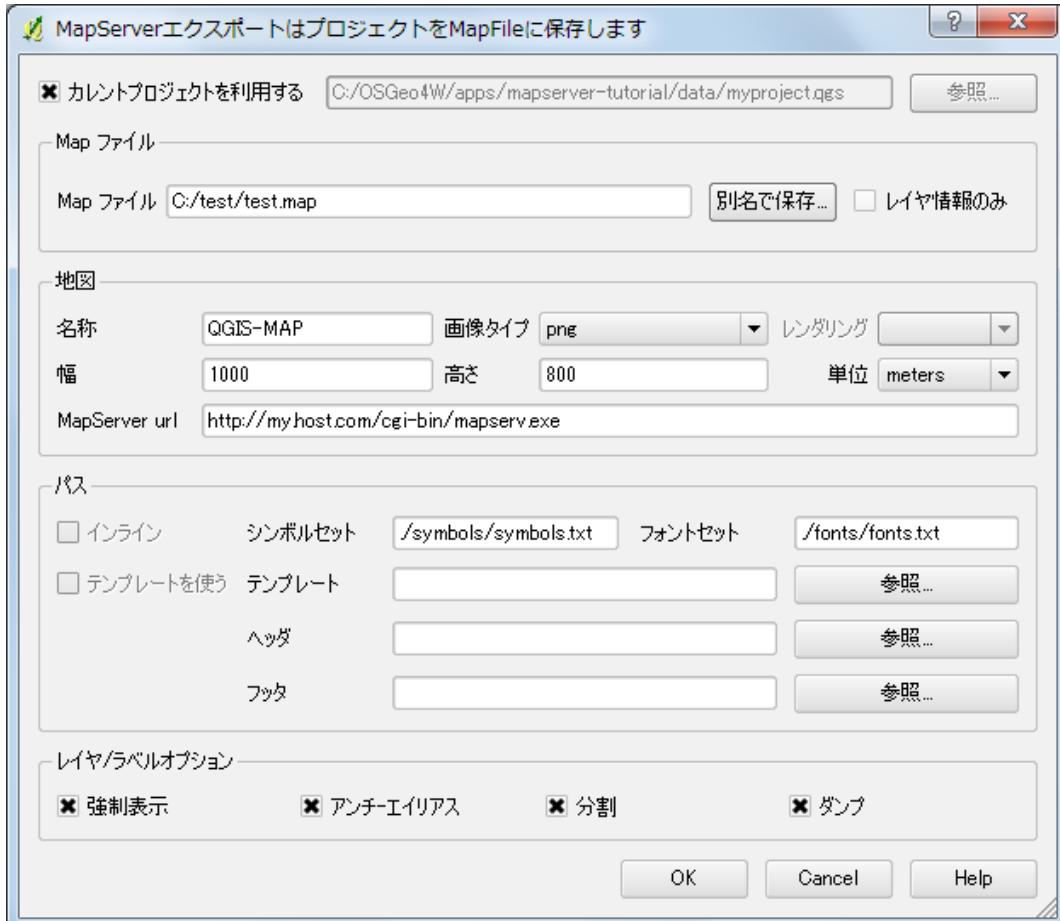 MapServerエクスポートはプロジェクトをMapFileに保存します
カレントプロジェクトを利用する C:/OSGeo4W/apps/mapserver-tutorial/data/myproject.qgs 参照...
Map ファイル
Map ファイル C:/test/test.map 別名で保存... レイヤ情報のみ
地図
名称 QGIS-MAP 画像タイプ png レンダリング
幅 1000 高さ 800 単位 meters
MapServer url http://my.host.com/cgi-bin/mapserv.exe
パス
インライン シンボルセット ./symbols/symbols.txt フォントセット ./fonts/fonts.txt
テンプレートを使う テンプレート 参照...
ヘッダ 参照...
フッタ 参照...
レイヤ/ラベルオプション
強制表示 アンチ-エイリアス 分割 ダンプ
OK Cancel Help